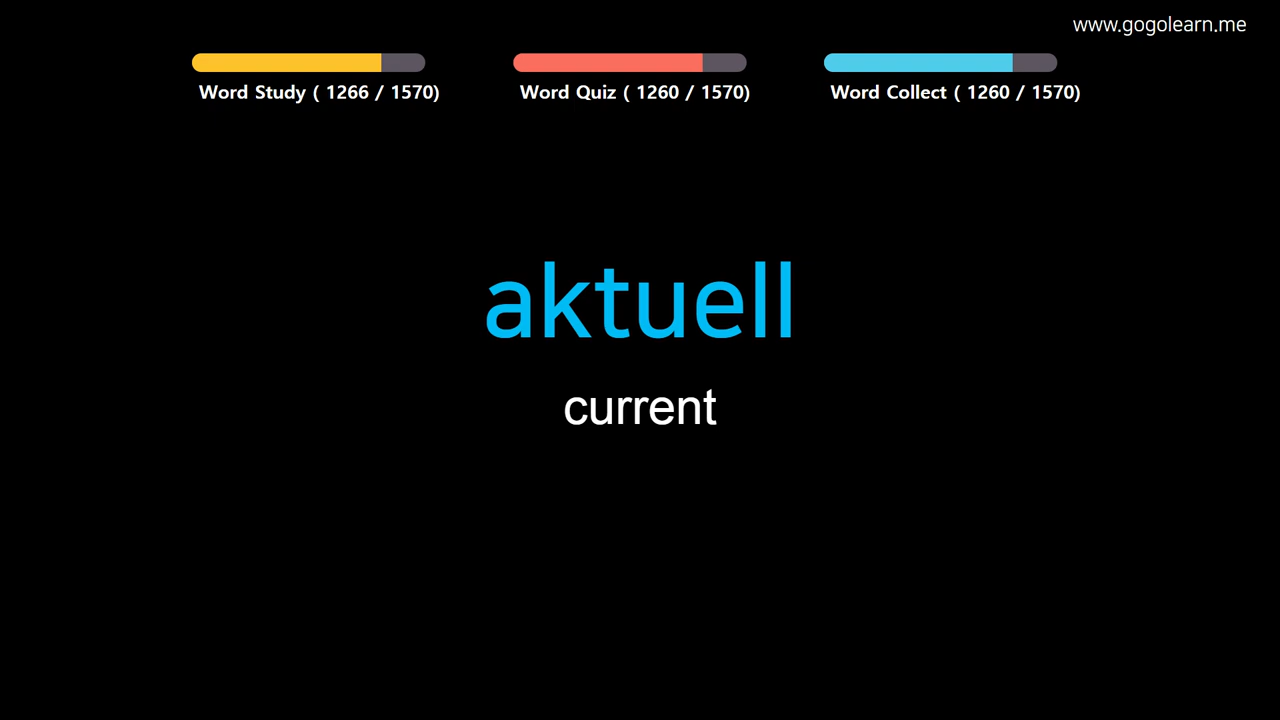 www.gogolearn.me
Word Study ( 1266 / 1570)
Word Quiz ( 1260 / 1570)
Word Collect ( 1260 / 1570)
aktuell
current